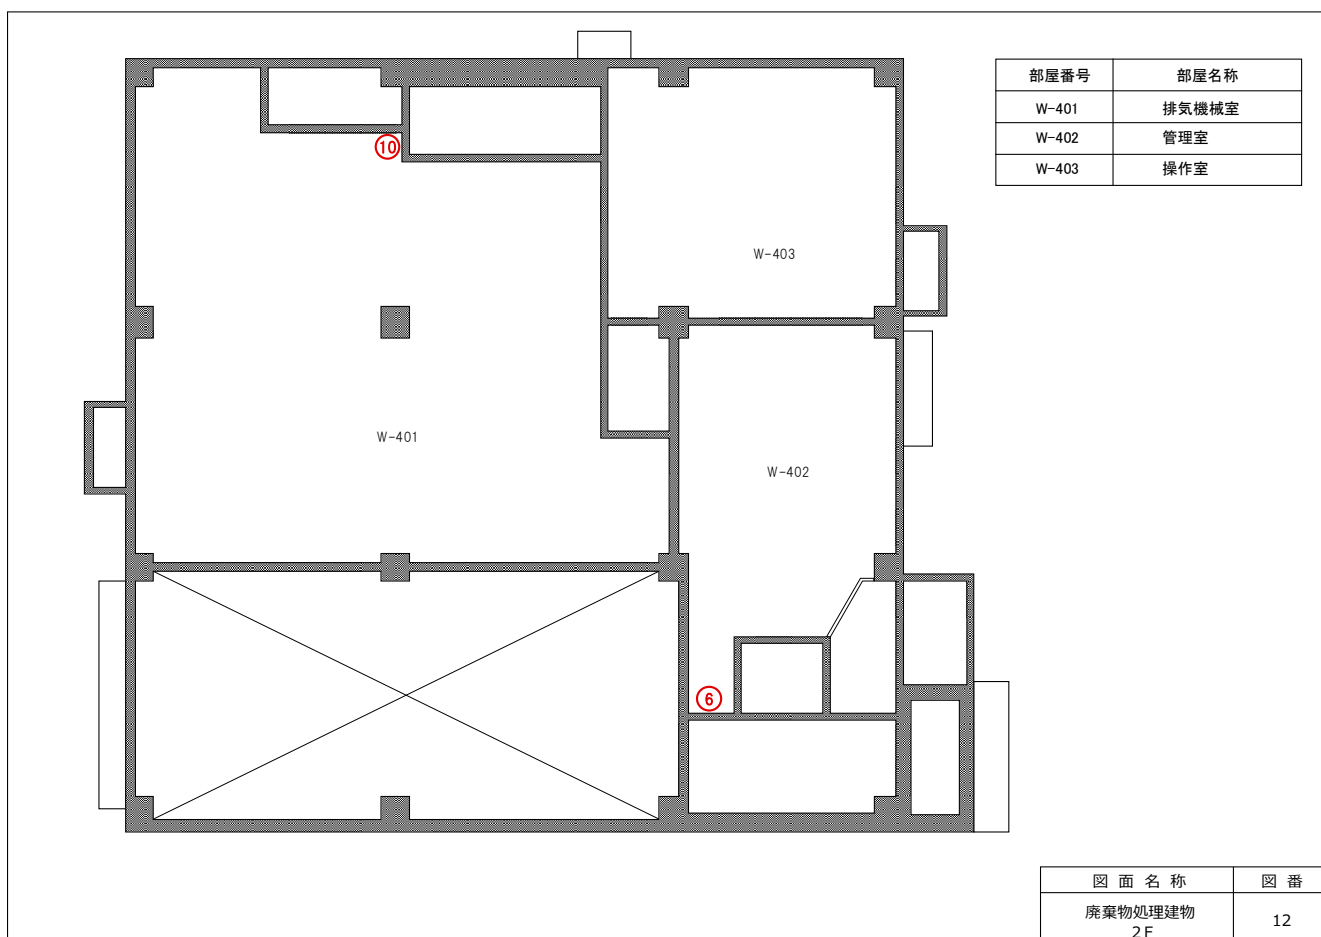 部屋番号 部屋名称
W-401 排気機械室
W-402 管理室
W-403 操作室
10
W-403
W-401
W-402
6
図面名称 図番
廃棄物処理建物 12
2F